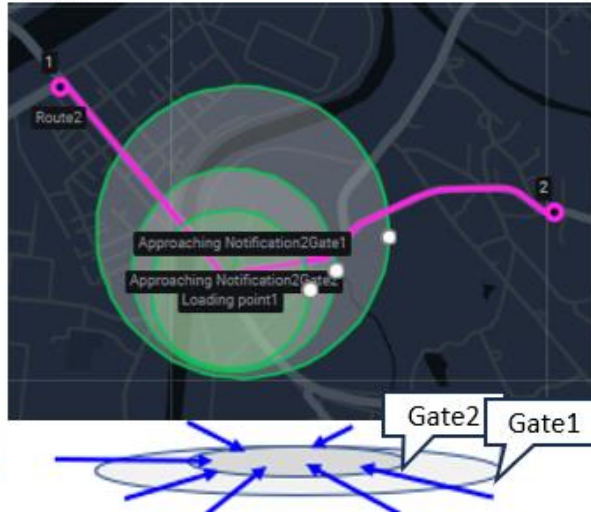 1
Route2
2
Approaching Notification2Gate1
Approaching Notification2Gate2
Loading point1
Gate2
Gate1